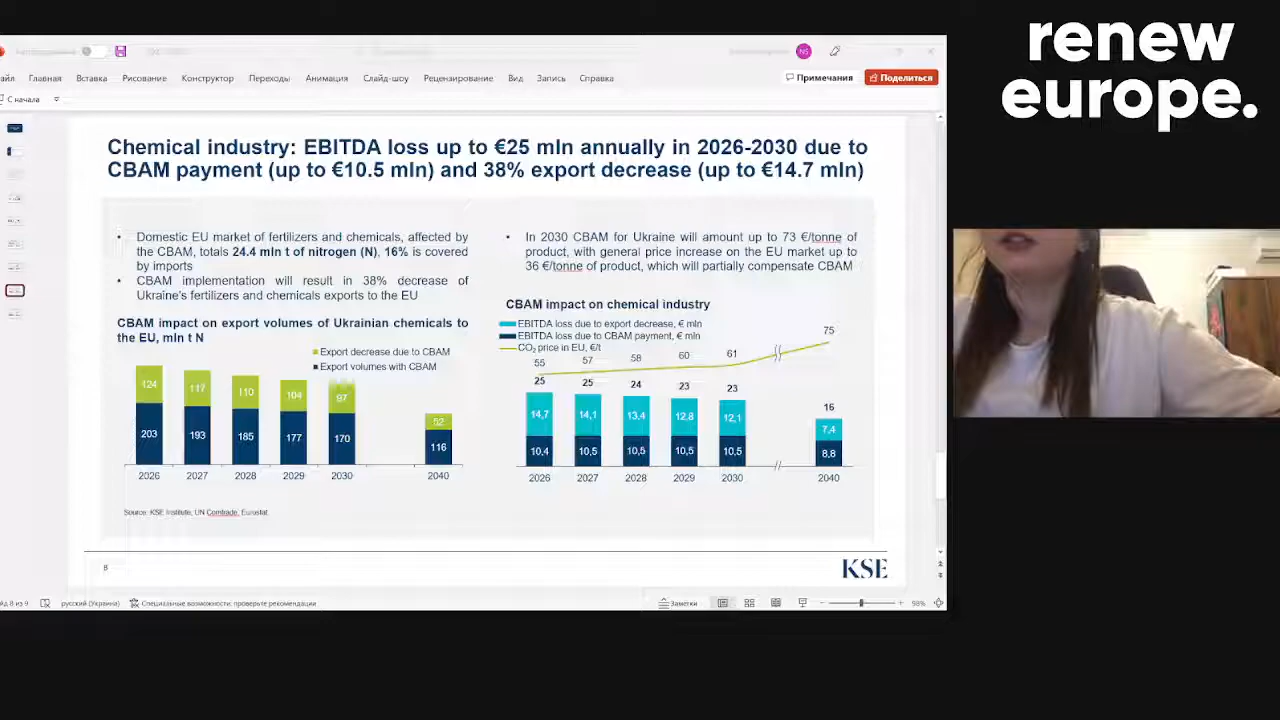 renew
europe.
NS
айл Главная Вставка Рисование Конструктор Переходы Анимация Слайд-шоу Рецензирование Вид Запись Справка
Примечания
Поделиться
С начала
Chemical industry: EBITDA loss up to €25 mln annually in 2026-2030 due to
CBAM payment (up to €10.5 mln) and 38% export decrease (up to €14.7 mln)
• Domestic EU market of fertilizers and chemicals, affected by
the CBAM, totals 24.4 mln t of nitrogen (N), 16% is covered
by imports
• CBAM implementation will result in 38% decrease of
Ukraine's fertilizers and chemicals exports to the EU
CBAM impact on export volumes of Ukrainian chemicals to
the EU, mln t N
Export decrease due to CBAM
Export volumes with CBAM
124 117 110 104 97 52
203 193 185 177 170 116
2026 2027 2028 2029 2030 2040
Source: KSE Institute, UN Comtrade, Eurostat.
• In 2030 CBAM for Ukraine will amount up to 73 €/tonne of
product, with general price increase on the EU market up to
36 €/tonne of product, which will partially compensate CBAM
CBAM impact on chemical industry
EBITDA loss due to export decrease, € mln
EBITDA loss due to CBAM payment, € mln
CO₂ price in EU, €/t
55 57 58 60 61 75
25 25 24 23 23 16
14,7 14,1 13,4 12,8 12,1 7,4
10,4 10,5 10,5 10,5 10,5 8,8
2026 2027 2028 2029 2030 2040
8
KSE
йд 8 из 9 русский (Украина) Специальные возможности: проверьте рекомендации Заметки 58%